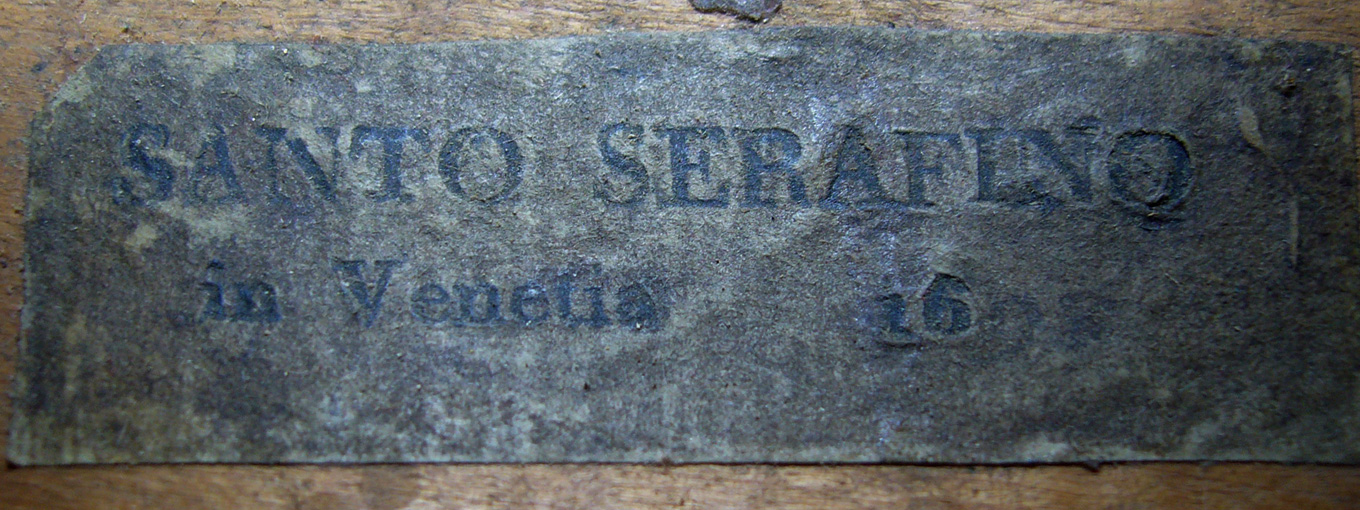 SANTO SERAFINO
in Venetia 16